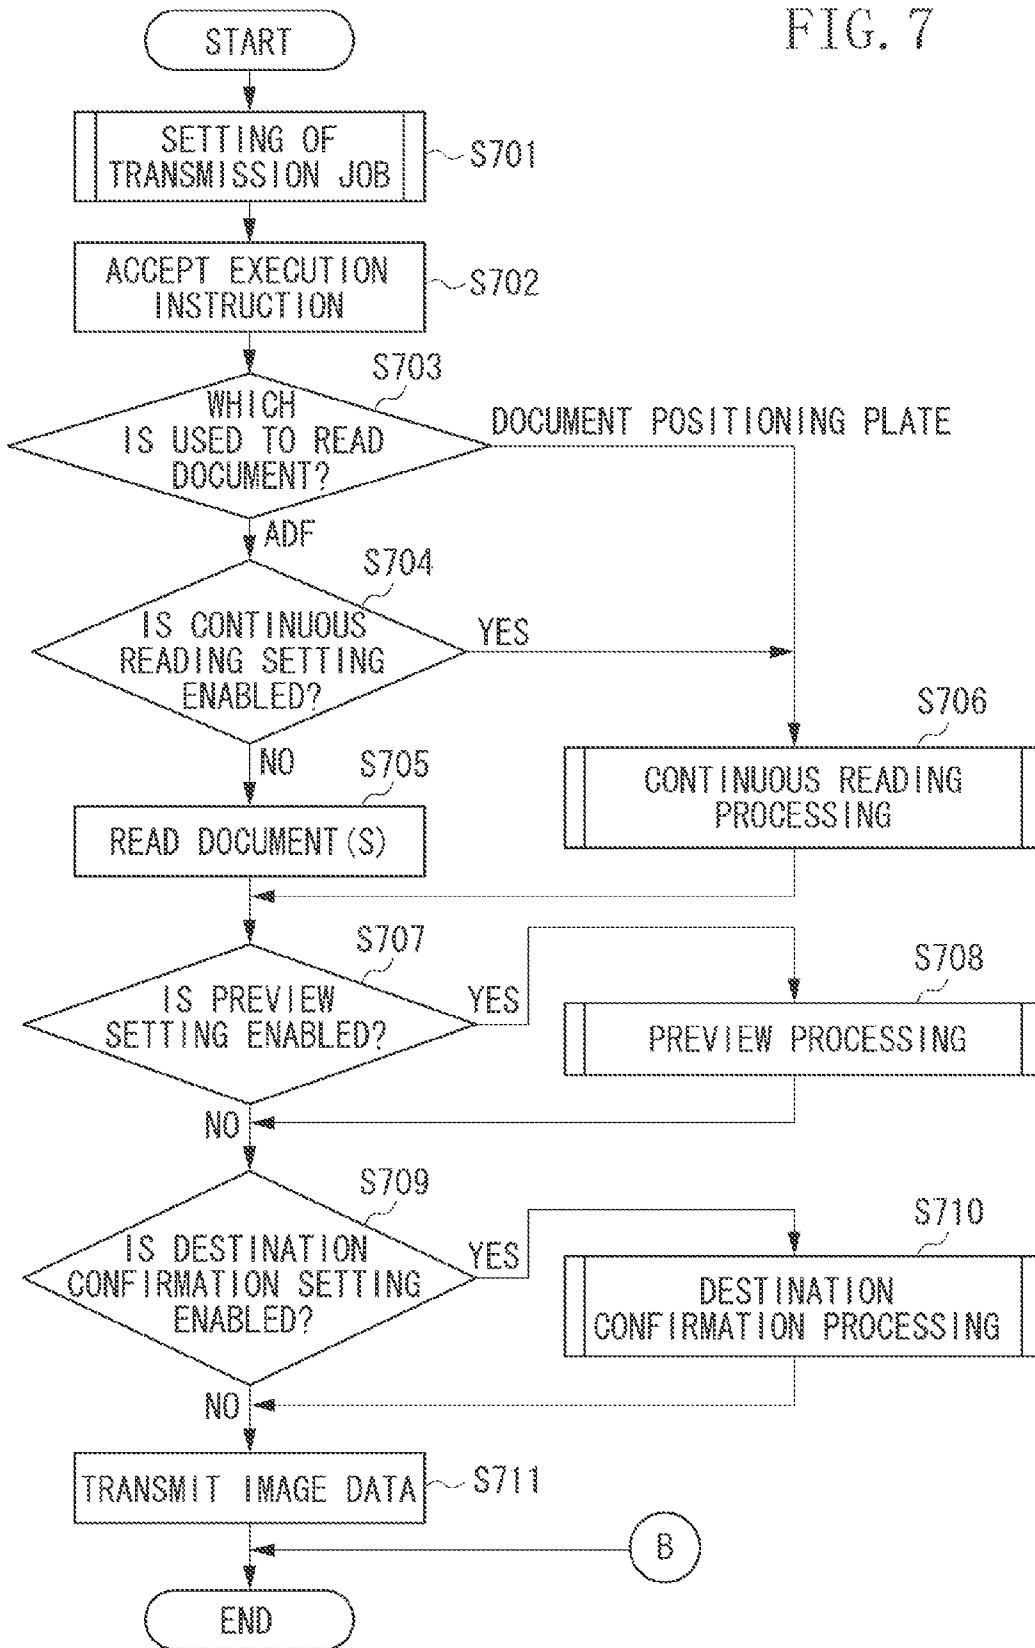 FIG. 7
START
SETTING OF
TRANSMISSION JOB
S701
ACCEPT EXECUTION
INSTRUCTION
S702
S703
WHICH
IS USED TO READ
DOCUMENT?
DOCUMENT POSITIONING PLATE
ADF
S704
IS CONTINUOUS
READING SETTING
ENABLED?
YES
NO
S705
READ DOCUMENT(S)
S706
CONTINUOUS READING
PROCESSING
S707
IS PREVIEW
SETTING ENABLED?
YES
S708
PREVIEW PROCESSING
NO
S709
IS DESTINATION
CONFIRMATION SETTING
ENABLED?
YES
S710
DESTINATION
CONFIRMATION PROCESSING
NO
TRANSMIT IMAGE DATA
S711
B
END